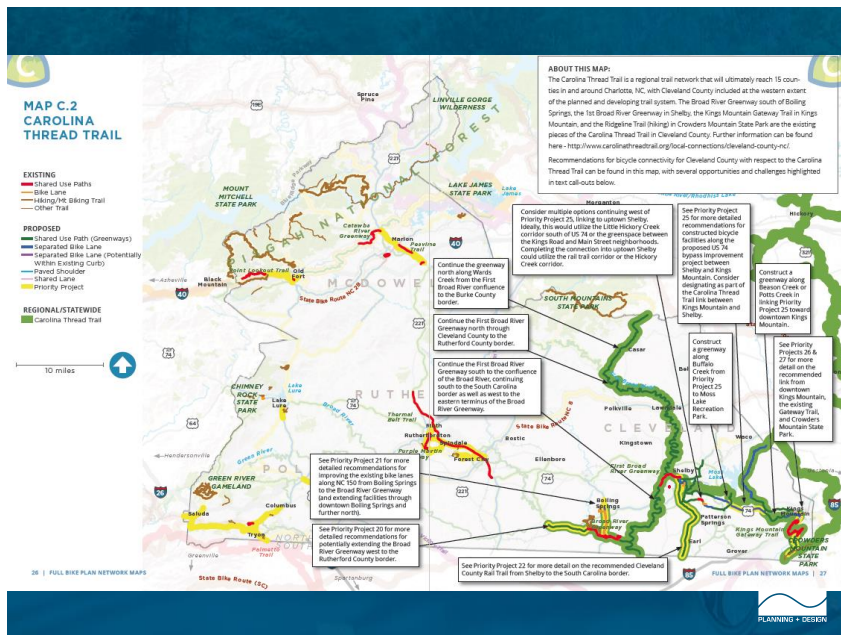 MAP C.2
CAROLINA
THREAD TRAIL
EXISTING
Shared Use Paths
Bike Lane
Hiking/Mt Biking Trail
Other Trail
PROPOSED
Shared Use Path (Greenways)
Separated Bike Lane
Separated Bike Lane (Potentially
Within Existing Curb)
Paved Shoulder
Shared Lane
Priority Project
REGIONAL/STATEWIDE
Carolina Thread Trail
10 miles
ABOUT THIS MAP:
The Carolina Thread Trail is a regional trail network that will ultimately reach 15 coun-
ties in and around Charlotte, NC, with Cleveland County included at the western extent
of the planned and developing trail system. The Broad River Greenway south of Boiling
Springs, the 1st Broad River Greenway in Shelby, the Kings Mountain Gateway Trail in Kings
Mountain, and the Ridgeline Trail (hiking) in Crowders Mountain State Park are the existing
pieces of the Carolina Thread Trail in Cleveland County. Further information can be found
here - http://www.carolinathreadtrail.org/local-connections/cleveland-county-nc/.
Recommendations for bicycle connectivity for Cleveland County with respect to the Carolina
Thread Trail can be found in this map, with several opportunities and challenges highlighted
in text call-outs below.
Spruce
Pine
LINVILLE GORGE
WILDERNESS
NATIONAL FOREST
MOUNT
MITCHELL
STATE PARK
LAKE JAMES
STATE PARK
Lake
James
Morganton
Hickory
Catawba
River
Greenway
Marion
Peavine
Trail
Point Lookout Trail
Old
Fort
Black
Mountain
Asheville
State Bike Route NC 2
MCDOWELL
SOUTH MOUNTAINS
STATE PARK
Consider multiple options continuing west of
Priority Project 25, linking to uptown Shelby.
Ideally, this would utilize the Little Hickory Creek
corridor south of US 74 or the greenspace between
the Kings Road and Main Street neighborhoods.
Completing the connection into uptown Shelby
could utilize the rail trail corridor or the Hickory
Creek corridor.
See Priority Project
25 for more detailed
recommendations for
constructed bicycle
facilities along the
proposed US 74
bypass improvement
project between
Shelby and Kings
Mountain. Consider
designating as part of
the Carolina Thread
Trail link between
Kings Mountain and
Shelby.
Construct a
greenway along
Beason Creek or
Potts Creek in
linking Priority
Project 25 toward
downtown Kings
Mountain.
Continue the
greenway
north along Wards
Creek from the First
Broad River confluence
to the Burke County
border.
Continue the First Broad River
Greenway north through
Cleveland County to the
Rutherford County border.
Continue the First Broad River
Greenway south to the confluence
of the Broad River, continuing
south to the South Carolina
border as well as west to the
eastern terminus of the Broad
River Greenway.
Construct
a greenway
along
Buffalo
Creek from
Priority
Project 25
to Moss
Lake
Recreation
Park.
See Priority
Projects 26 &
27 for more
detail on the
recommended
link from
downtown
Kings Mountain,
the existing
Gateway Trail,
and Crowders
Mountain State
Park.
CHIMNEY
ROCK
STATE
PARK
Lake
Lure
Lake
Lure
Broad River
Green River
Hendersonville
GREEN RIVER
GAMELAND
Saluda
Columbus
Tryon
Palmetto
Trail
Greenville
Spartanburg
Thermal
Belt Trail
Rutherfordton
Spindale
Forest City
Bostic
Ellenboro
State Bike Route NC 8
Casar
Polkville
Kingstown
Waco
First Broad
River Greenway
Shelby
Moss
Lake
Patterson
Springs
Earl
Grover
Kings
Mountain
Kings Mountain
Gateway Trail
CROWDERS
MOUNTAIN
STATE
PARK
Boiling
Springs
Broad River
Greenway
See Priority Project 21 for more
detailed recommendations for
improving the existing bike lanes
along NC 150 from Boiling Springs
to the Broad River Greenway
(and extending facilities through
downtown Boiling Springs and
further north).
See Priority Project 20 for more
detailed recommendations for
potentially extending the Broad
River Greenway west to the
Rutherford County border.
See Priority Project 22 for more detail on the recommended Cleveland
County Rail Trail from Shelby to the South Carolina border.
State Bike Route (SC)
26 | FULL BIKE PLAN NETWORK MAPS
FULL BIKE PLAN NETWORK MAPS | 27
PLANNING + DESIGN